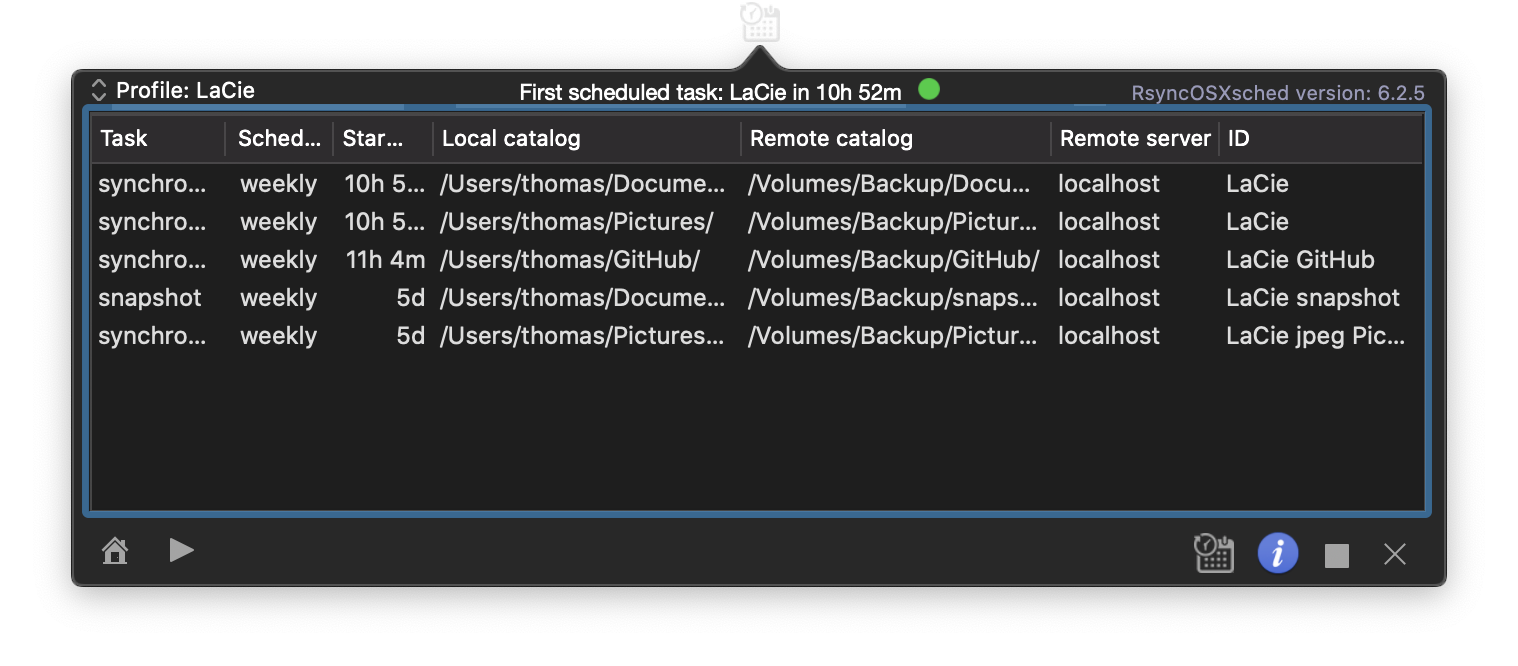 Profile: LaCie First scheduled task: LaCie in 10h 52m RsyncOSXsched version: 6.2.5
Task Sched... Star... Local catalog Remote catalog Remote server ID
synchro... weekly 10h 5... /Users/thomas/Docume... /Volumes/Backup/Docu... localhost LaCie
synchro... weekly 10h 5... /Users/thomas/Pictures/ /Volumes/Backup/Pictur... localhost LaCie
synchro... weekly 11h 4m /Users/thomas/GitHub/ /Volumes/Backup/GitHub/ localhost LaCie GitHub
snapshot weekly 5d /Users/thomas/Docume... /Volumes/Backup/snaps... localhost LaCie snapshot
synchro... weekly 5d /Users/thomas/Pictures... /Volumes/Backup/Pictur... localhost LaCie jpeg Pic...